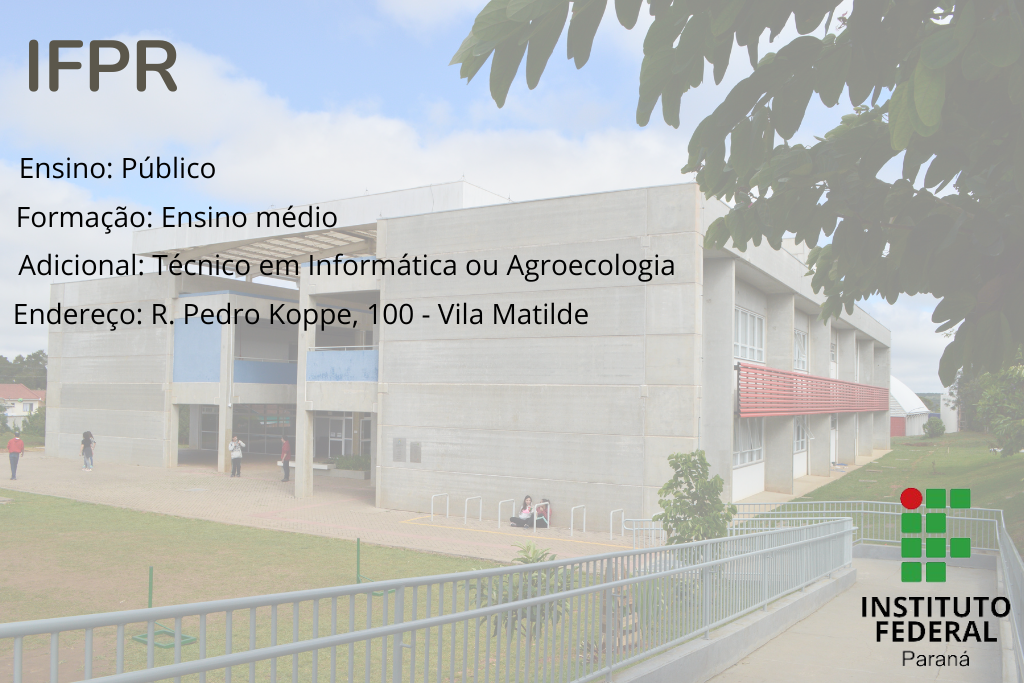 IFPR
Ensino: Público
Formação: Ensino médio
Adicional: Técnico em Informática ou Agroecologia
Endereço: R. Pedro Koppe, 100 - Vila Matilde
INSTITUTO
FEDERAL
Paraná